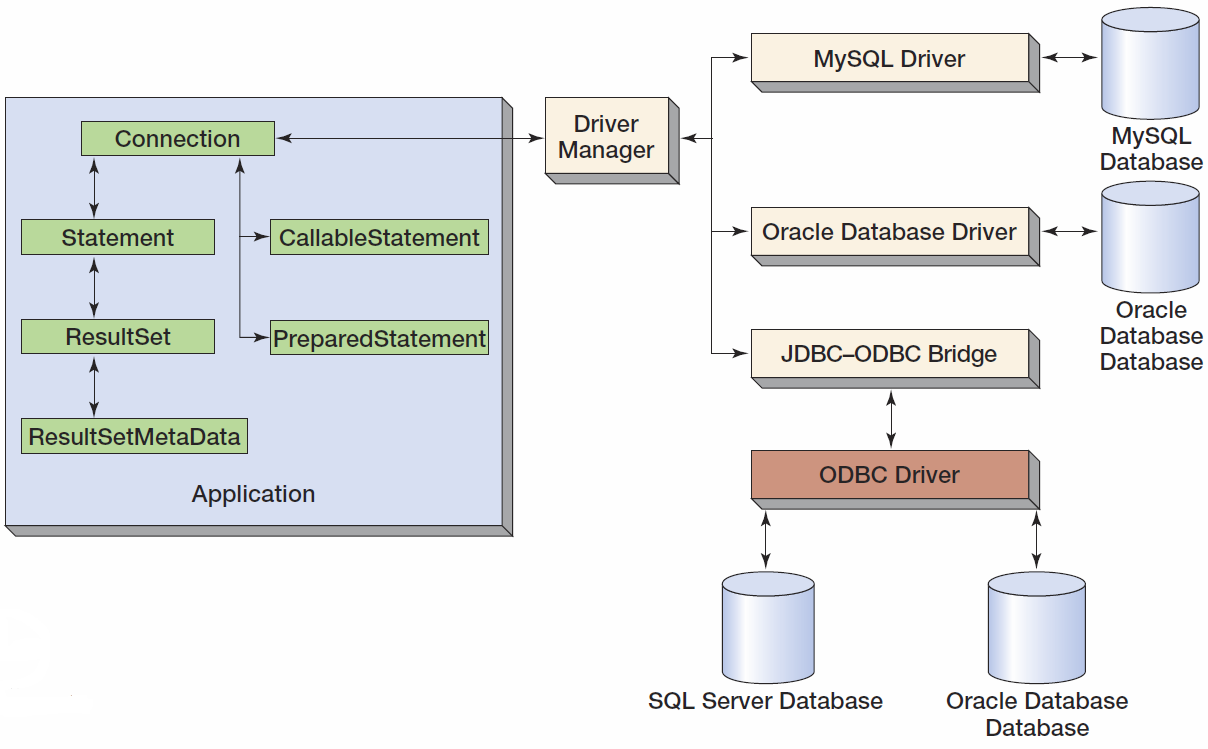 Connection
Statement
CallableStatement
ResultSet
PreparedStatement
ResultSetMetaData
Application
Driver
Manager
MySQL Driver
MySQL
Database
Oracle Database Driver
Oracle
Database
Database
JDBC–ODBC Bridge
ODBC Driver
SQL Server Database
Oracle Database
Database